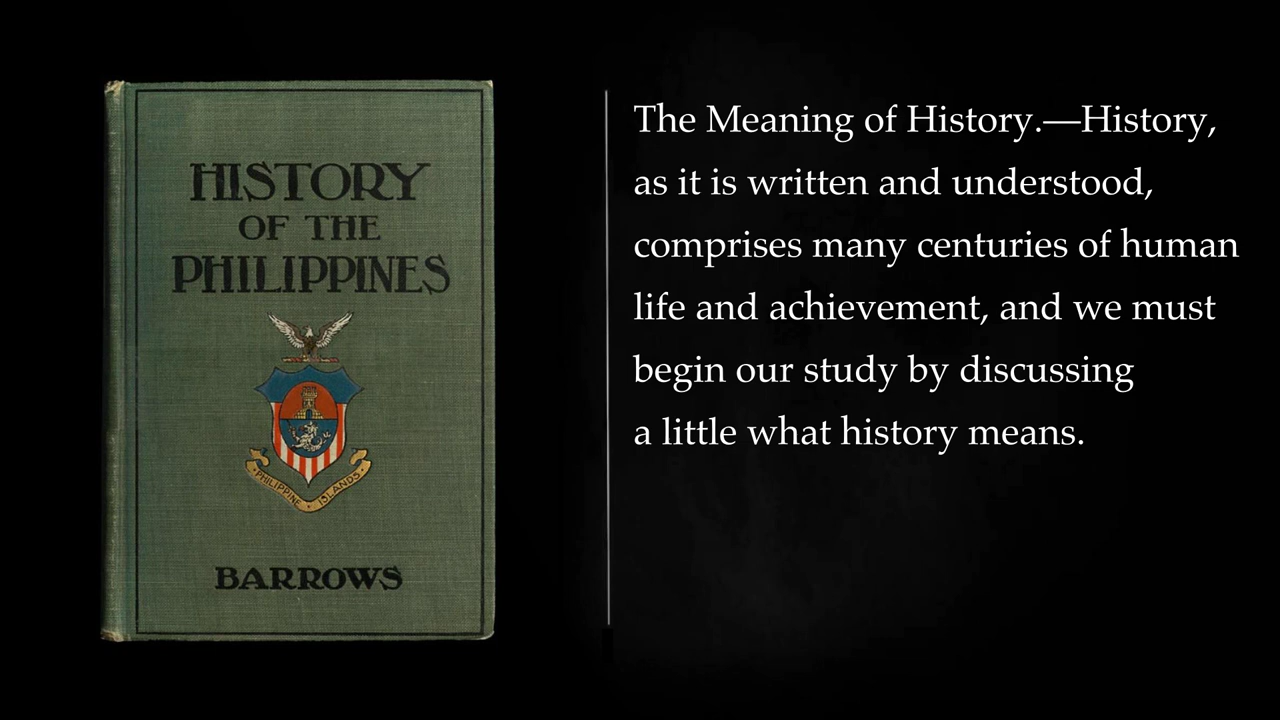 HISTORY
OF THE
PHILIPPINES
PHILIPPINE ISLANDS
BARROWS
The Meaning of History.—History,
as it is written and understood,
comprises many centuries of human
life and achievement, and we must
begin our study by discussing
a little what history means.